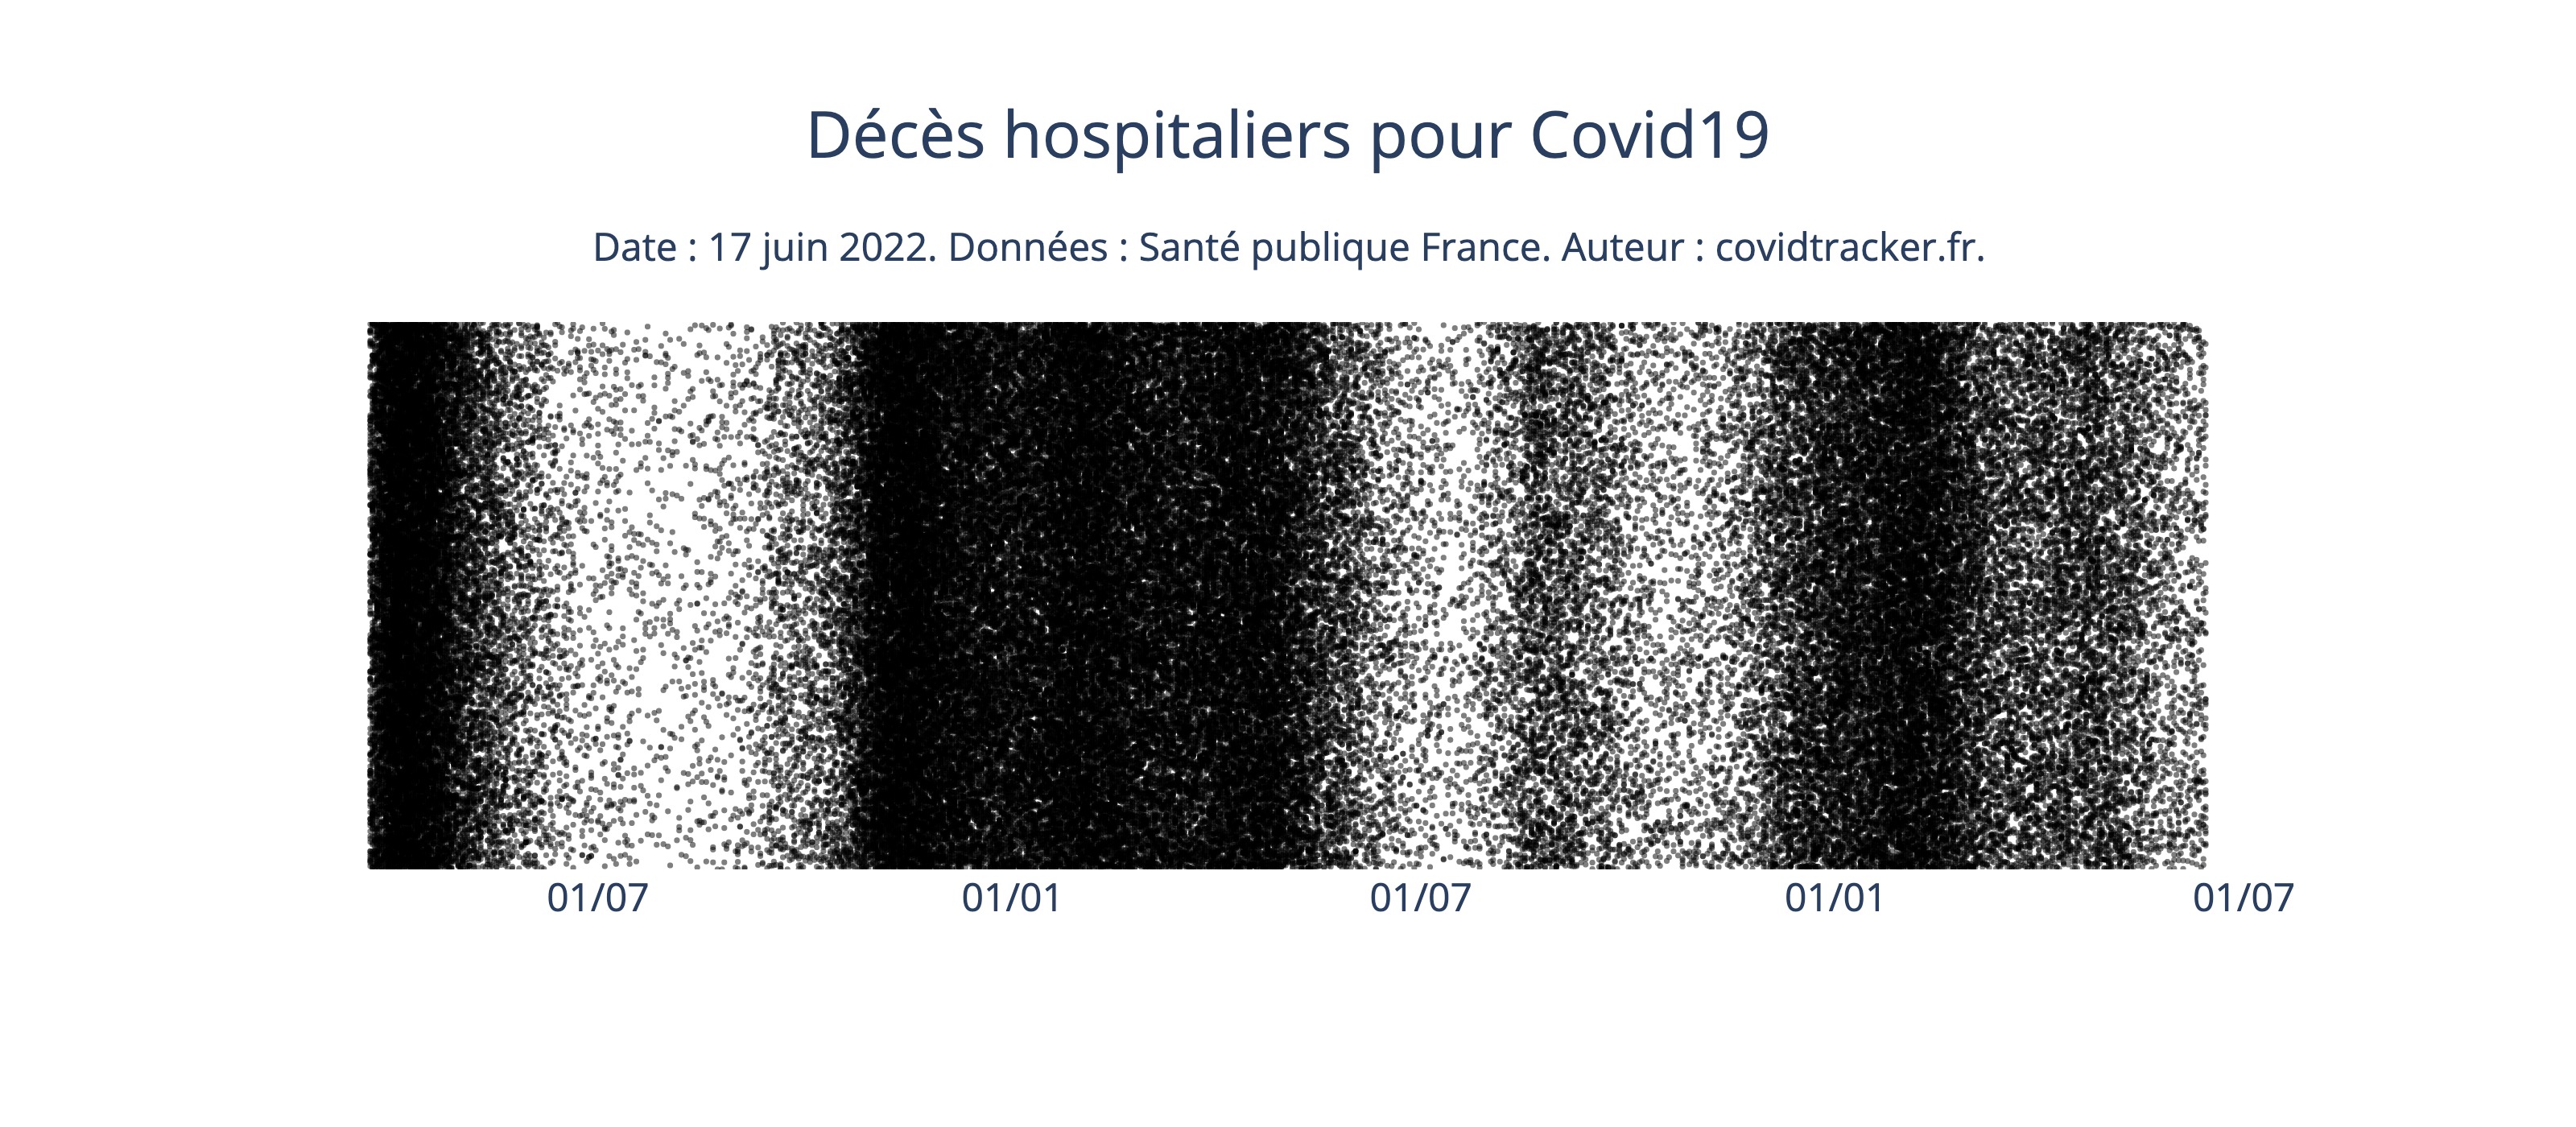 Décès hospitaliers pour Covid19
Date : 17 juin 2022. Données : Santé publique France. Auteur : covidtracker.fr.
01/07 01/01 01/07 01/01 01/07